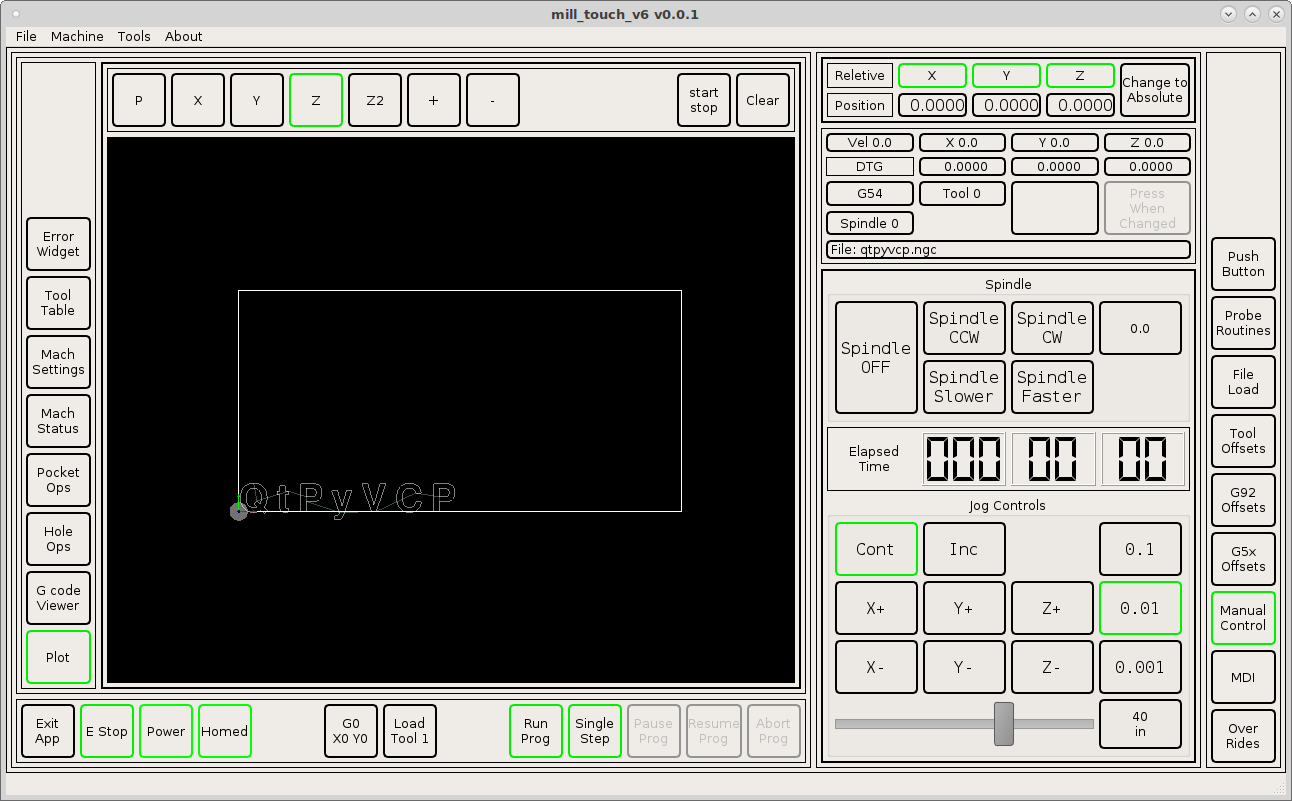 mill_touch_v6 v0.0.1
File Machine Tools About
P X Y Z Z2 + -
start
stop
Clear
Error
Widget
Tool
Table
Mach
Settings
Mach
Status
Pocket
Ops
Hole
Ops
G code
Viewer
Plot
QtPyVCP
Exit
App
E Stop
Power
Homed
G0
X0 Y0
Load
Tool 1
Run
Prog
Single
Step
Pause
Prog
Resume
Prog
Abort
Prog
Reletive X Y Z
Position 0.0000 0.0000 0.0000
Change to
Absolute
Vel 0.0 X 0.0 Y 0.0 Z 0.0
DTG 0.0000 0.0000 0.0000
G54 Tool 0
Press
When
Changed
Spindle 0
File: qtpyvcp.ngc
Spindle
Spindle
OFF
Spindle
CCW
Spindle
CW
0.0
Spindle
Slower
Spindle
Faster
Elapsed
Time
000 00 00
Jog Controls
Cont Inc 0.1
X+ Y+ Z+ 0.01
X- Y- Z- 0.001
40
in
Push
Button
Probe
Routines
File
Load
Tool
Offsets
G92
Offsets
G5x
Offsets
Manual
Control
MDI
Over
Rides